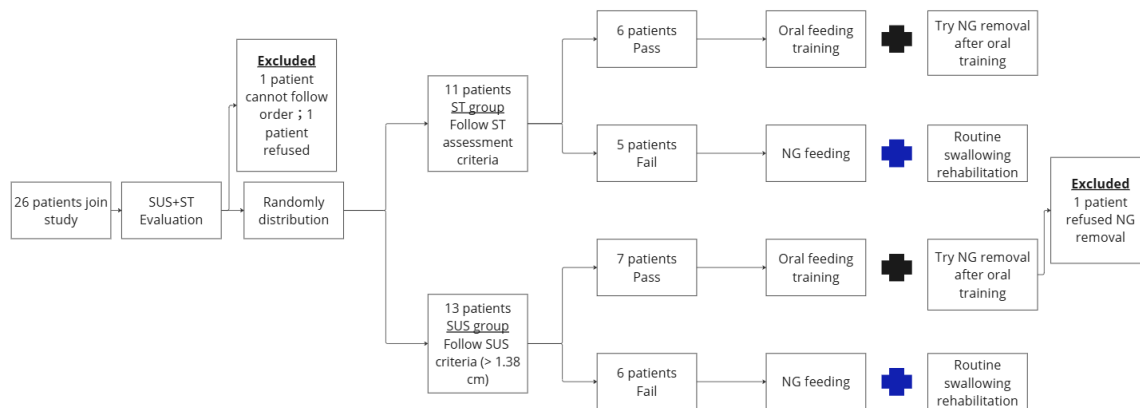 26 patients join
study
SUS+ST
Evaluation
Excluded
1 patient
cannot follow
order；1
patient
refused
Randomly
distribution
11 patients
ST group
Follow ST
assessment
criteria
6 patients
Pass
Oral feeding
training
Try NG removal
after oral
training
5 patients
Fail
NG feeding
Routine
swallowing
rehabilitation
13 patients
SUS group
Follow SUS
criteria (> 1.38
cm)
7 patients
Pass
Oral feeding
training
Try NG removal
after oral
training
Excluded
1 patient
refused NG
removal
6 patients
Fail
NG feeding
Routine
swallowing
rehabilitation